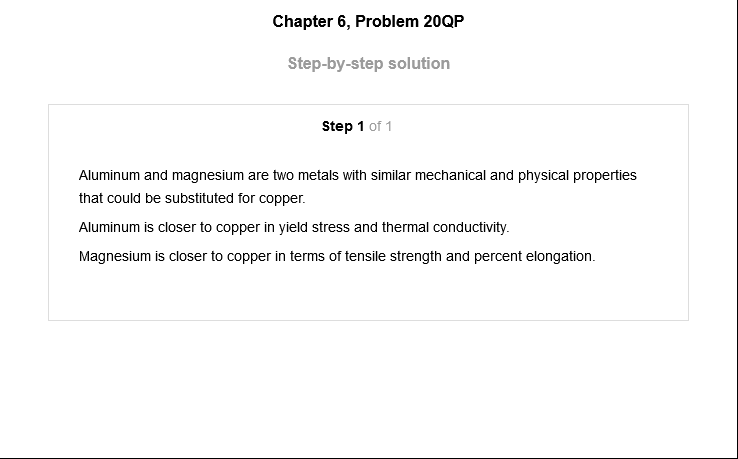 Chapter 6, Problem 20QP
Step-by-step solution
Step 1 of 1
Aluminum and magnesium are two metals with similar mechanical and physical properties
that could be substituted for copper.
Aluminum is closer to copper in yield stress and thermal conductivity.
Magnesium is closer to copper in terms of tensile strength and percent elongation.